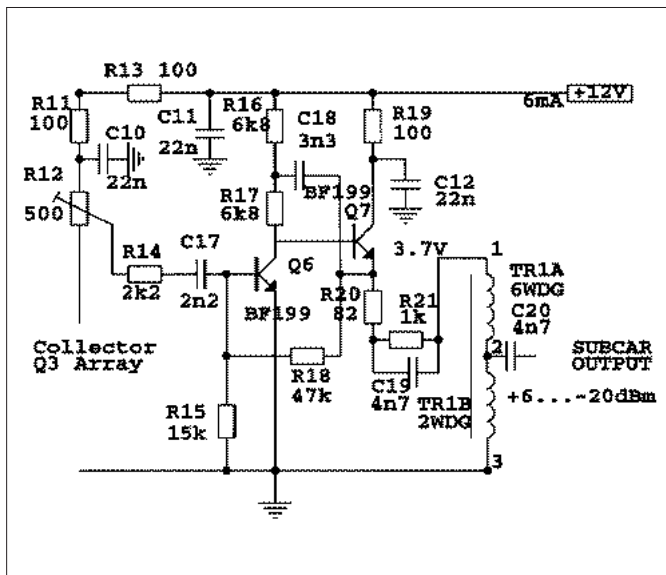 R13 100
R11
100
C10
22n
C11
22n
R16
6k8
C18
3n3
R19
100
6mA
+12V
R12
500
R17
6k8
BF199
Q7
C12
22n
R14
2k2
C17
2n2
Q6
BF199
3.7V
1
R20
82
R21
1k
TR1A
6WDG
C20
4n7
2
SUBCAR
OUTPUT
Collector
Q3 Array
R18
47k
C19
4n7
TR1B
2WDG
+6...-20dBm
R15
15k
3